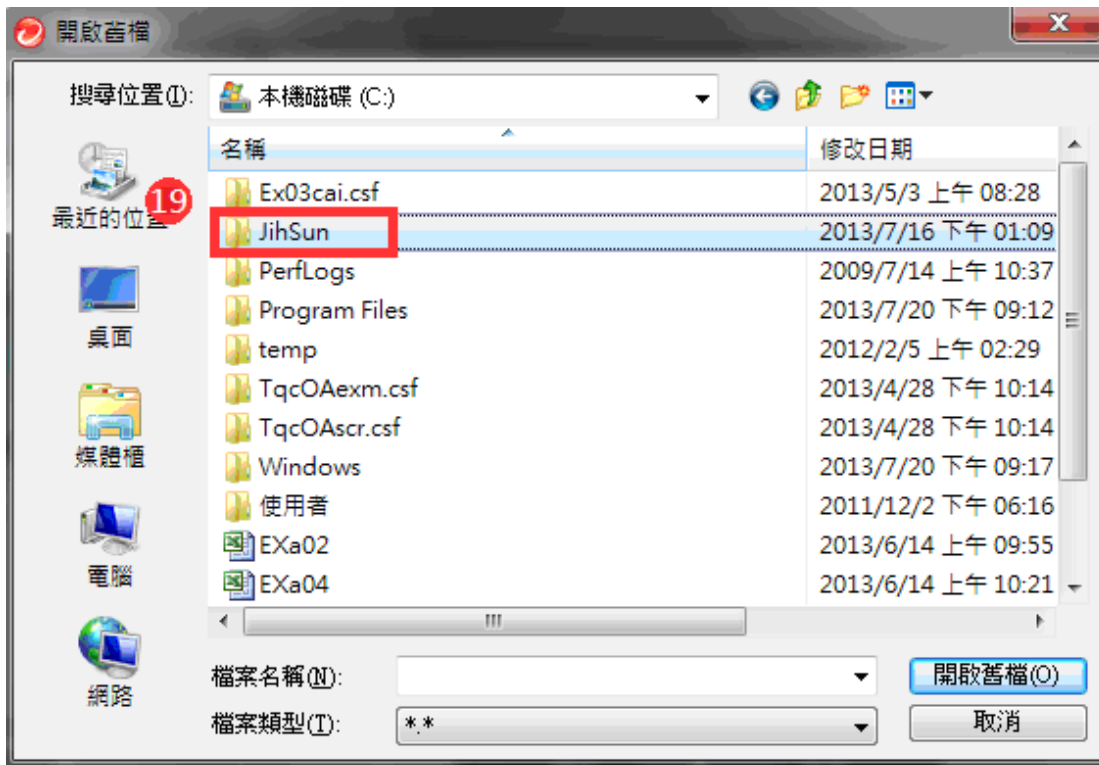 開啟舊檔
搜尋位置(I): 本機磁碟 (C:)
名稱 修改日期
Ex03cai.csf 2013/5/3 上午 08:28
JihSun 2013/7/16 下午 01:09
PerfLogs 2009/7/14 上午 10:37
Program Files 2013/7/20 下午 09:12
temp 2012/2/5 上午 02:29
TqcOAexm.csf 2013/4/28 下午 10:14
TqcOAscr.csf 2013/4/28 下午 10:14
Windows 2013/7/20 下午 09:17
使用者 2011/12/2 下午 06:16
EXa02 2013/6/14 上午 09:55
EXa04 2013/6/14 上午 10:21
19
最近的位置
桌面
媒體櫃
電腦
網路
檔案名稱(N):
開啟舊檔(O)
檔案類型(T): *.*
取消